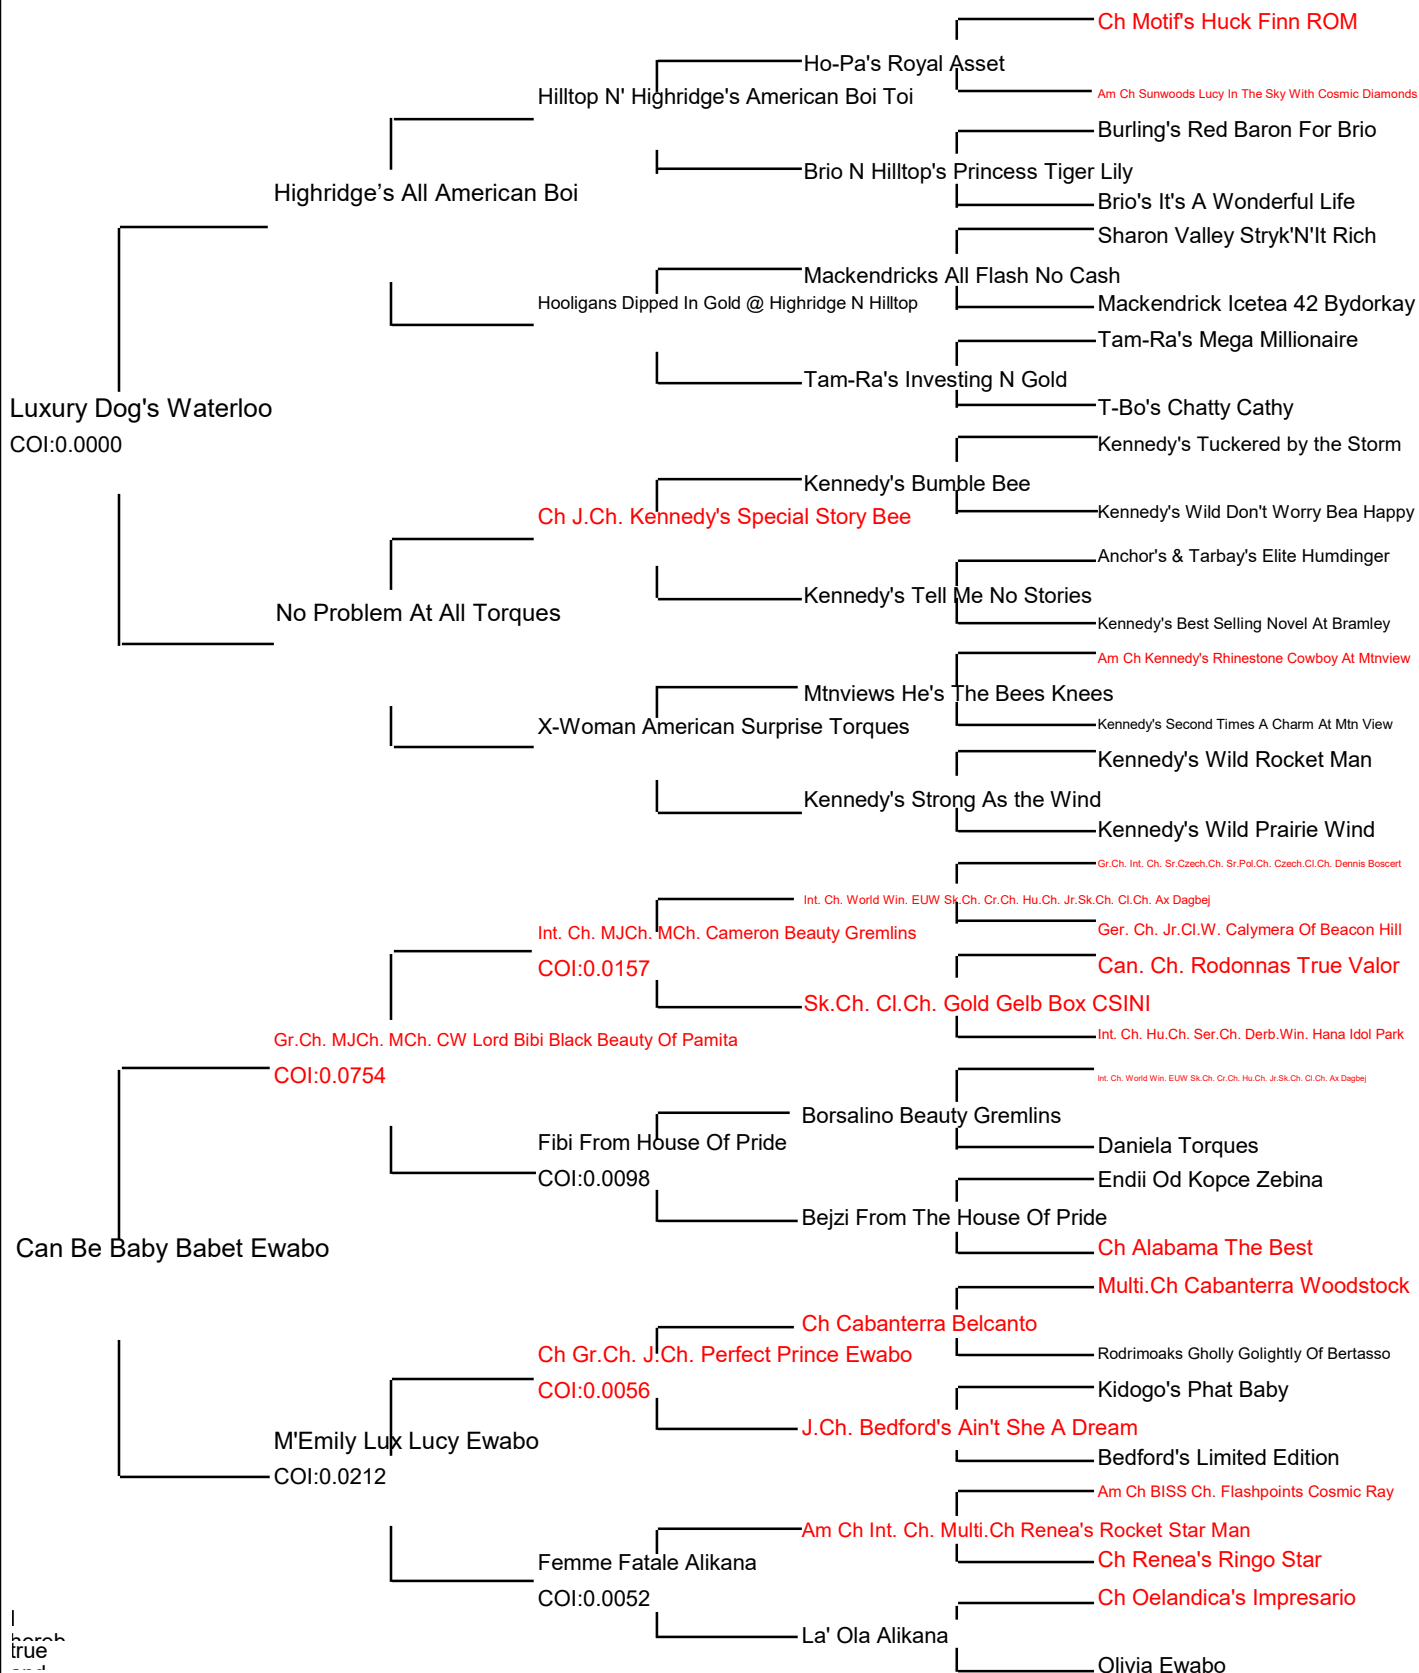 Ch Motif's Huck Finn ROM
Ho-Pa's Royal Asset
Hilltop N' Highridge's American Boi Toi
Am Ch Sunwoods Lucy In The Sky With Cosmic Diamonds
Burling's Red Baron For Brio
Brio N Hilltop's Princess Tiger Lily
Highridge’s All American Boi
Brio's It's A Wonderful Life
Sharon Valley Stryk'N'It Rich
Mackendricks All Flash No Cash
Hooligans Dipped In Gold @ Highridge N Hilltop
Mackendrick Icetea 42 Bydorkay
Tam-Ra's Mega Millionaire
Tam-Ra's Investing N Gold
Luxury Dog's Waterloo
T-Bo's Chatty Cathy
COI:0.0000
Kennedy's Tuckered by the Storm
Kennedy's Bumble Bee
Ch J.Ch. Kennedy's Special Story Bee
Kennedy's Wild Don't Worry Bea Happy
Anchor's & Tarbay's Elite Humdinger
Kennedy's Tell Me No Stories
No Problem At All Torques
Kennedy's Best Selling Novel At Bramley
Am Ch Kennedy's Rhinestone Cowboy At Mtnview
Mtnviews He's The Bees Knees
X-Woman American Surprise Torques
Kennedy's Second Times A Charm At Mtn View
Kennedy's Wild Rocket Man
Kennedy's Strong As the Wind
Kennedy's Wild Prairie Wind
Gr.Ch. Int. Ch. Sr.Czech.Ch. Sr.Pol.Ch. Czech.Cl.Ch. Dennis Boscert
Int. Ch. World Win. EUW Sk.Ch. Cr.Ch. Hu.Ch. Jr.Sk.Ch. Cl.Ch. Ax Dagbej
Int. Ch. MJCh. MCh. Cameron Beauty Gremlins
Ger. Ch. Jr.Cl.W. Calymera Of Beacon Hill
COI:0.0157
Can. Ch. Rodonnas True Valor
Sk.Ch. Cl.Ch. Gold Gelb Box CSINI
Gr.Ch. MJCh. MCh. CW Lord Bibi Black Beauty Of Pamita
Int. Ch. Hu.Ch. Ser.Ch. Derb.Win. Hana Idol Park
COI:0.0754
Int. Ch. World Win. EUW Sk.Ch. Cr.Ch. Hu.Ch. Jr.Sk.Ch. Cl.Ch. Ax Dagbej
Borsalino Beauty Gremlins
Fibi From House Of Pride
Daniela Torques
COI:0.0098
Endii Od Kopce Zebina
Bejzi From The House Of Pride
Can Be Baby Babet Ewabo
Ch Alabama The Best
Multi.Ch Cabanterra Woodstock
Ch Cabanterra Belcanto
Ch Gr.Ch. J.Ch. Perfect Prince Ewabo
Rodrimoaks Gholly Golightly Of Bertasso
COI:0.0056
Kidogo's Phat Baby
J.Ch. Bedford's Ain't She A Dream
M'Emily Lux Lucy Ewabo
Bedford's Limited Edition
COI:0.0212
Am Ch BISS Ch. Flashpoints Cosmic Ray
Am Ch Int. Ch. Multi.Ch Renea's Rocket Star Man
Femme Fatale Alikana
Ch Renea's Ringo Star
COI:0.0052
Ch Oelandica's Impresario
I
La' Ola Alikana
true
Olivia Ewabo